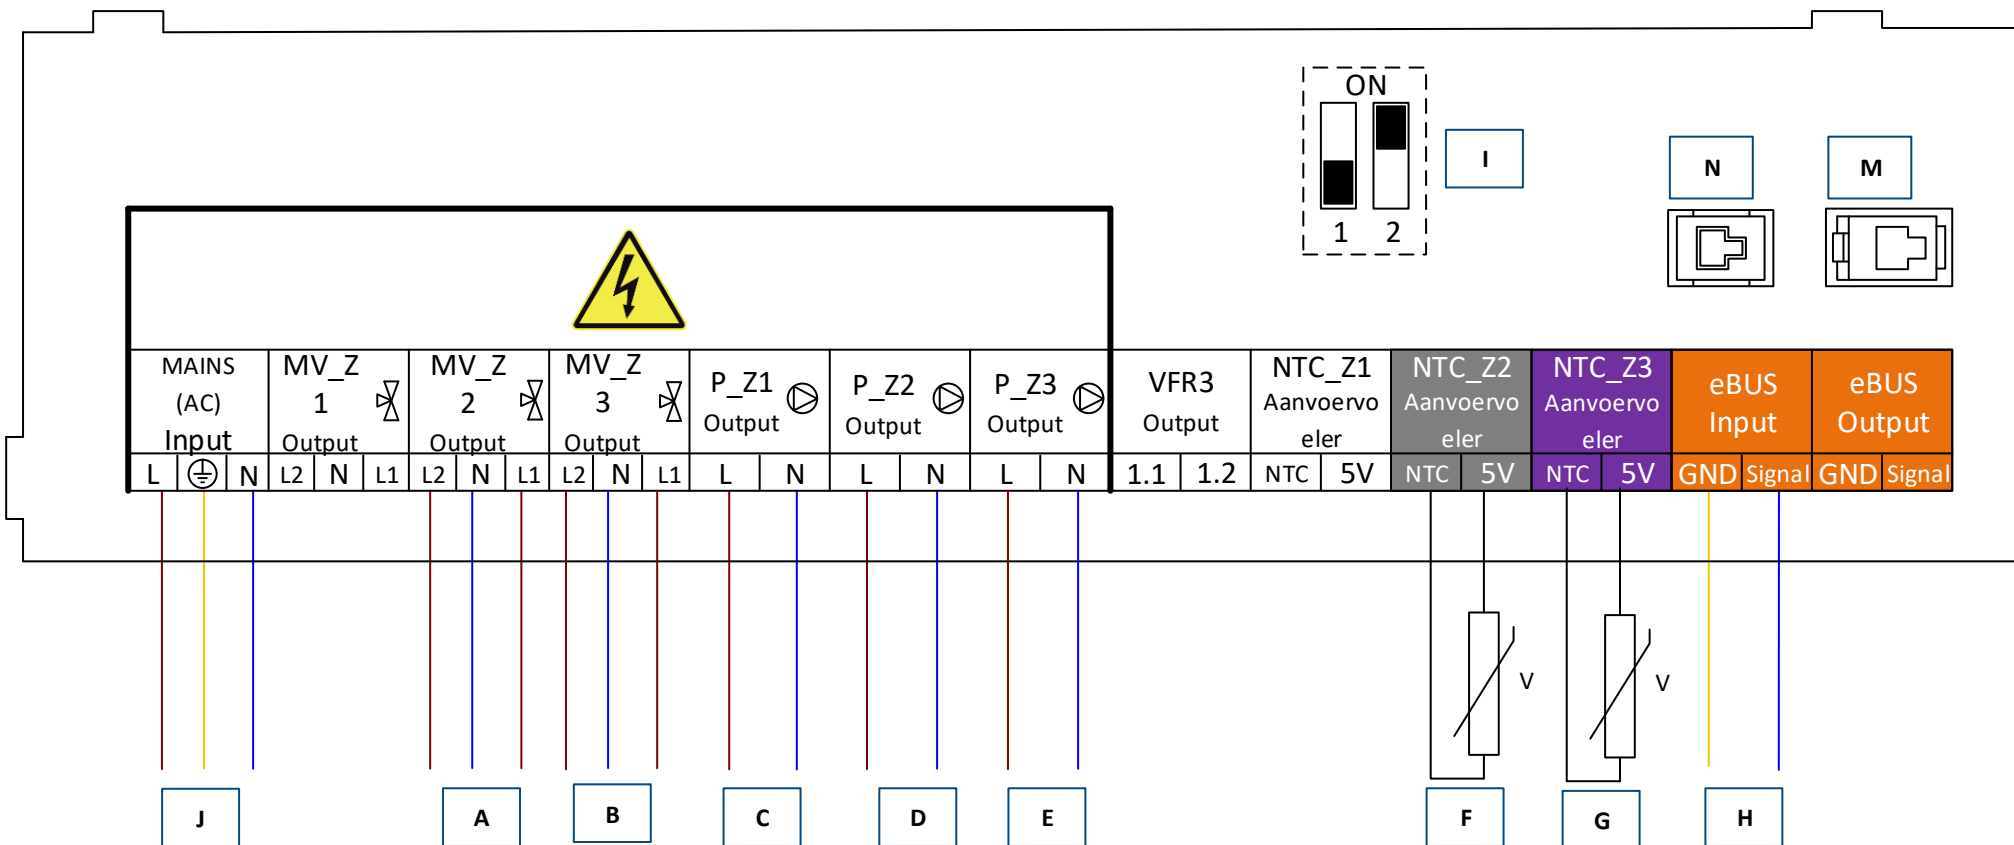 ON
1 2
I
N
M
MAINS
(AC)
Input
MV_Z
1
Output
MV_Z
2
Output
MV_Z
3
Output
P_Z1
Output
P_Z2
Output
P_Z3
Output
VFR3
Output
NTC_Z1
Aanvoervo
eler
NTC_Z2
Aanvoervo
eler
NTC_Z3
Aanvoervo
eler
eBUS
Input
eBUS
Output
L N L2 N L1 L2 N L1 L2 N L1 L N L N L N 1.1 1.2 NTC 5V NTC 5V NTC 5V GND Signal GND Signal
V
V
J
A
B
C
D
E
F
G
H